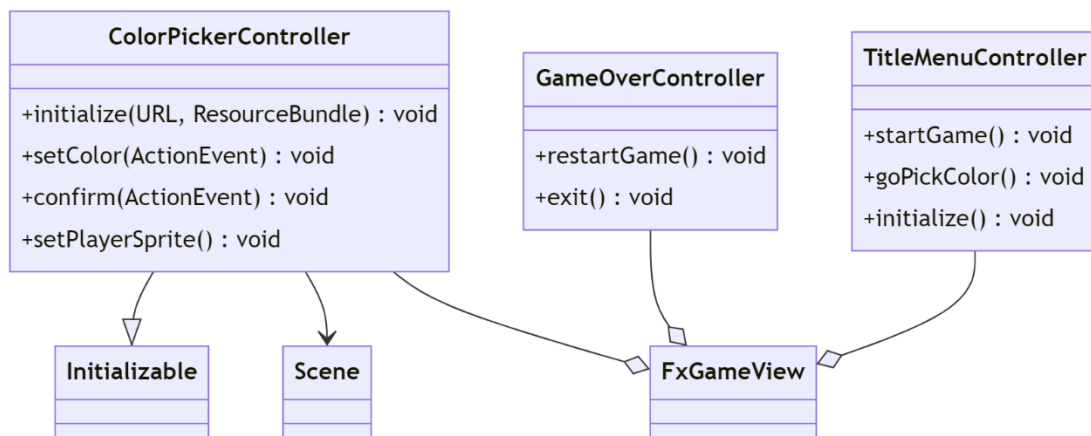 ColorPickerController
+initialize(URL, ResourceBundle) : void
+setColor(ActionEvent) : void
+confirm(ActionEvent) : void
+setPlayerSprite() : void
GameOverController
+restartGame() : void
+exit() : void
TitleMenuController
+startGame() : void
+goPickColor() : void
+initialize() : void
Initializable
Scene
FxGameView